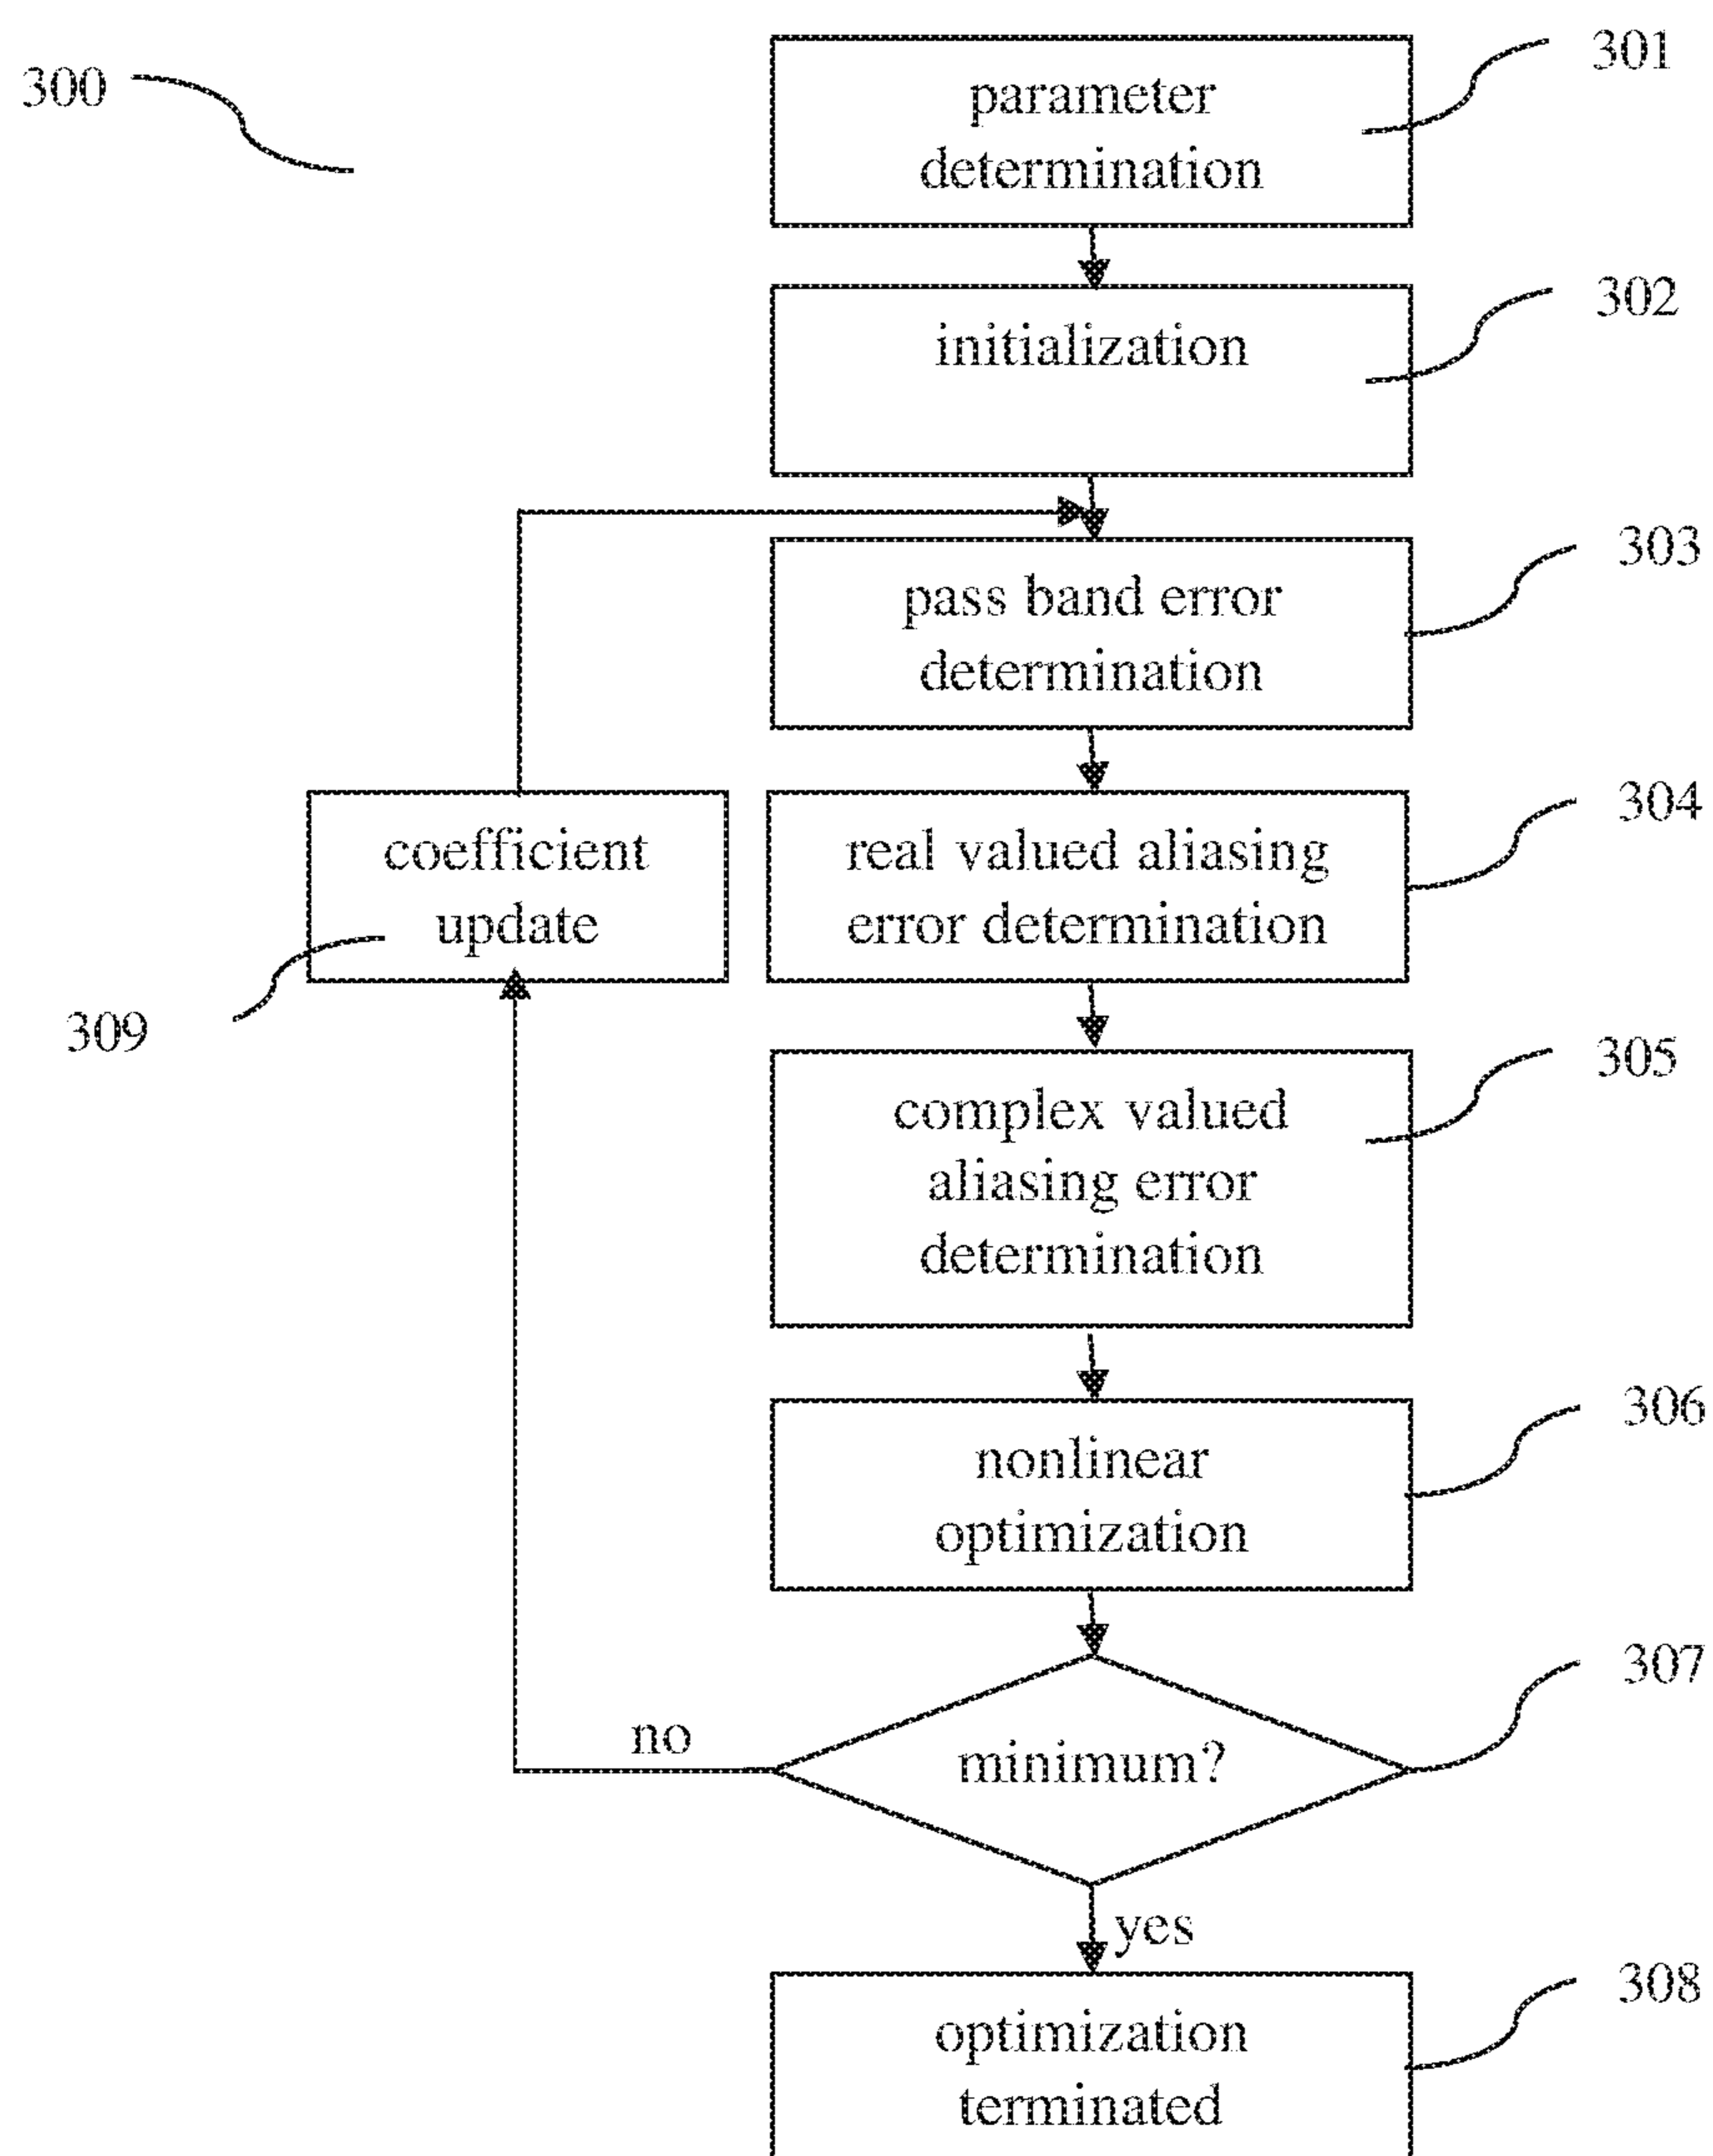 300
301
parameter
determination
302
initialization
303
pass band error
determination
304
real valued aliasing
error determination
coefficient
update
309
305
complex valued
aliasing error
determination
306
nonlinear
optimization
307
minimum?
no
yes
308
optimization
terminated